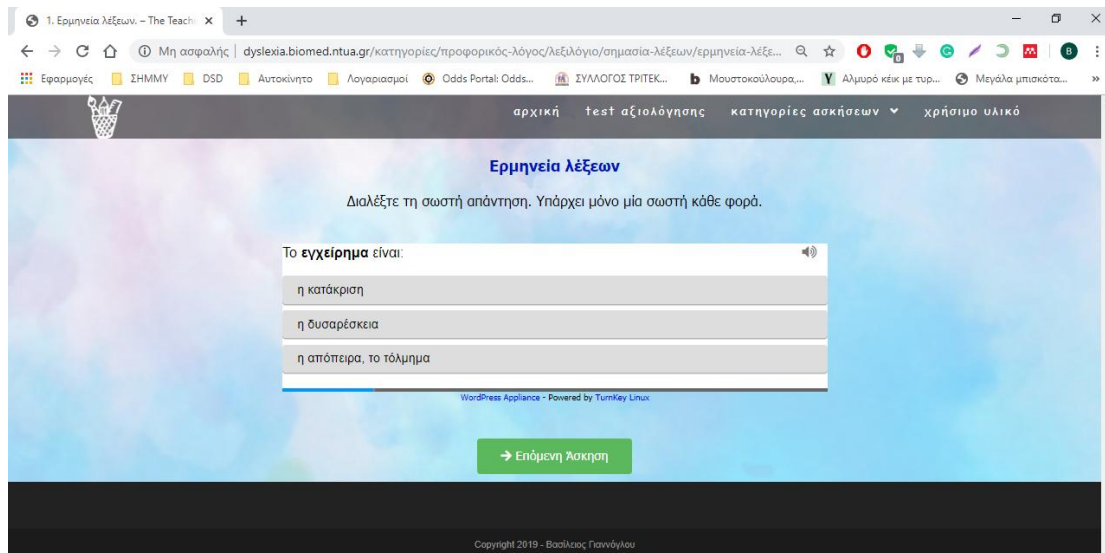 1. Ερμηνεία λέξεων. – The Teach
Μη ασφαλής | dyslexia.biomed.ntua.gr/κατηγορίες/προφορικός-λόγος/λεξιλόγιο/σημασία-λέξεων/ερμηνεία-λέξε...
Εφαρμογές ΣΗΜΜΥ DSD Αυτοκίνητο Λογαριασμοί Odds Portal: Odds... ΣΥΛΛΟΓΟΣ ΤΡΙΤΕΚ... Μουστοκούλουρα,... Αλμυρό κέικ με τυρ... Μεγάλα μπισκότα... »
αρχική test αξιολόγησης κατηγορίες ασκήσεων χρήσιμο υλικό
Ερμηνεία λέξεων
Διαλέξτε τη σωστή απάντηση. Υπάρχει μόνο μία σωστή κάθε φορά.
Το εγχείρημα είναι:
η κατάκριση
η δυσαρέσκεια
η απόπειρα, το τόλμημα
WordPress Appliance - Powered by TurnKey Linux
Επόμενη Άσκηση
Copyright 2019 - Βασίλειος Γιαννόγλου